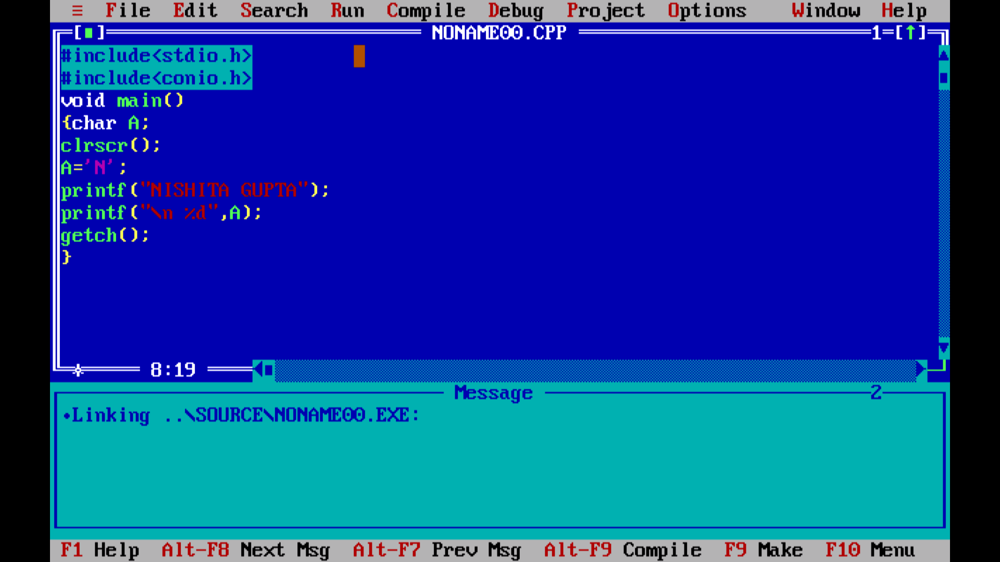 ≡ File Edit Search Run Compile Debug Project Options Window Help
[■] NONAME00.CPP 1=[↑]
#include<stdio.h>
#include<conio.h>
void main()
{char A;
clrscr();
A='N';
printf("NISHITA GUPTA");
printf("\n %d",A);
getch();
}
8:19
Message 2
•Linking ..\SOURCE\NONAME00.EXE:
F1 Help Alt-F8 Next Msg Alt-F7 Prev Msg Alt-F9 Compile F9 Make F10 Menu